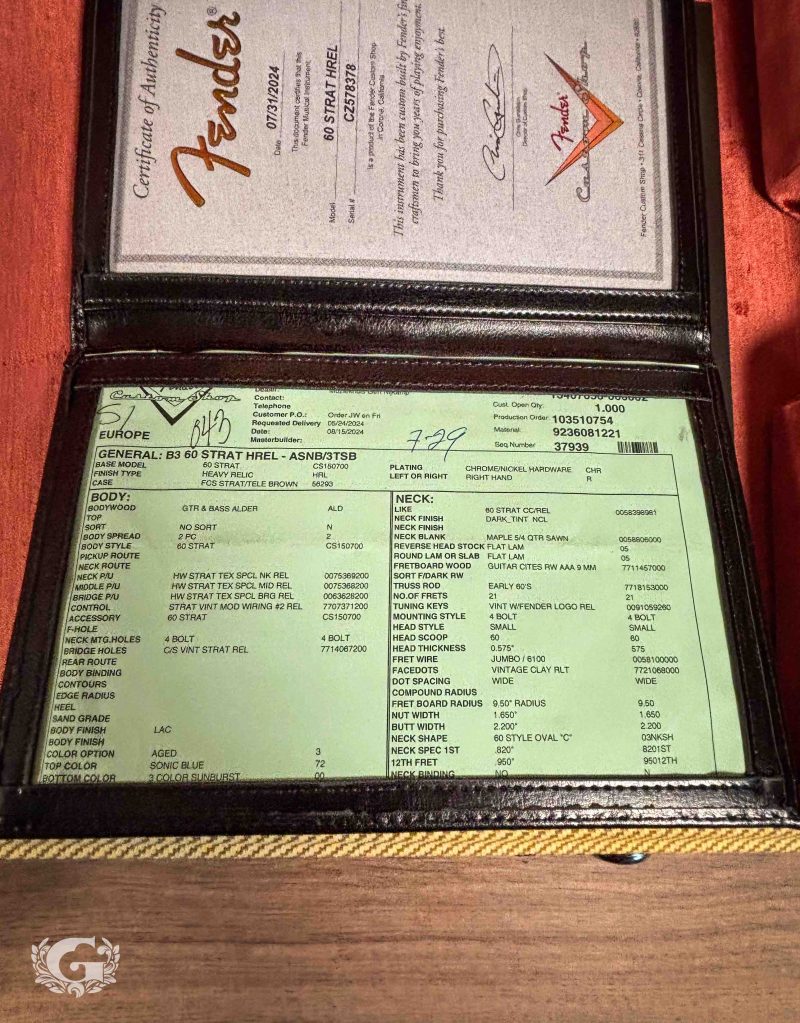 Certificate of Authenticity
Fender®
07/31/2024
Date
This document certifies that this
Fender Musical Instrument
Model 60 STRAT HREL
Serial # CZ578378
is a product of the Fender Custom Shop
in Corona, California
This instrument has been custom built by Fender's
craftsmen to bring you years of playing enjoyment.
Thank you for purchasing Fender's best
Director of Custom Shop
Fender
Custom Shop
Fender Custom Shop • 311 Cessna Circle • Corona, California •
Custom Shop
S1
EUROPE
Contact:
Telephone
Customer P.O.: Order JW en Fri
Requested Delivery 05/24/2024
Date: 08/15/2024
Masterbuilder:
7-29
Cust. Open Qty: 1.000
Production Order: 103510754
Material: 9236081221
Seq Number 37939
GENERAL: B3 60 STRAT HREL - ASNB/3TSB
BASE MODEL 60 STRAT CS150700 PLATING CHROME/NICKEL HARDWARE CHR
FINISH TYPE HEAVY RELIC HRL LEFT OR RIGHT RIGHT HAND R
CASE FCS STRAT/TELE BROWN 56293
BODY:
BODYWOOD GTR & BASS ALDER ALD
TOP
SORT NO SORT N
BODY SPREAD 2 PC 2
BODY STYLE 60 STRAT CS150700
PICKUP ROUTE
NECK ROUTE
NECK P/U HW STRAT TEX SPCL NK REL 0075369200
MIDDLE P/U HW STRAT TEX SPCL MID REL 0075368200
BRIDGE P/U HW STRAT TEX SPCL BRG REL 0063628200
CONTROL STRAT VINT MOD WIRING #2 REL 7707371200
ACCESSORY 60 STRAT CS150700
F-HOLE
NECK MTG.HOLES 4 BOLT 4 BOLT
BRIDGE HOLES C/S VINT STRAT REL 7714067200
REAR ROUTE
BODY BINDING
CONTOURS
EDGE RADIUS
HEEL
SAND GRADE
BODY FINISH LAC
BODY FINISH
COLOR OPTION AGED 3
TOP COLOR SONIC BLUE 72
BOTTOM COLOR 3 COLOR SUNBURST 00
NECK:
LIKE 60 STRAT CC/REL 0058398981
NECK FINISH DARK_TINT NCL
NECK FINISH
NECK BLANK MAPLE 5/4 QTR SAWN 0058606000
REVERSE HEAD STOCK FLAT LAM 05
ROUND LAM OR SLAB FLAT LAM 05
FRETBOARD WOOD GUITAR CITES RW AAA 9 MM 7711457000
SORT F/DARK RW
TRUSS ROD EARLY 60'S 7718153000
NO.OF FRETS 21 21
TUNING KEYS VINT W/FENDER LOGO REL 0091059260
MOUNTING STYLE 4 BOLT 4 BOLT
HEAD STYLE SMALL SMALL
HEAD SCOOP 60 60
HEAD THICKNESS 0.575" 575
FRET WIRE JUMBO / 6100 0058100000
FACEDOTS VINTAGE CLAY RLT 7721068000
DOT SPACING WIDE WIDE
COMPOUND RADIUS
FRET BOARD RADIUS 9.50" RADIUS 9.50
NUT WIDTH 1.650" 1.650
BUTT WIDTH 2.200" 2.200
NECK SHAPE 60 STYLE OVAL "C" 03NKSH
NECK SPEC 1ST .820" 8201ST
12TH FRET .950" 95012TH
NECK BINDING NO N
G